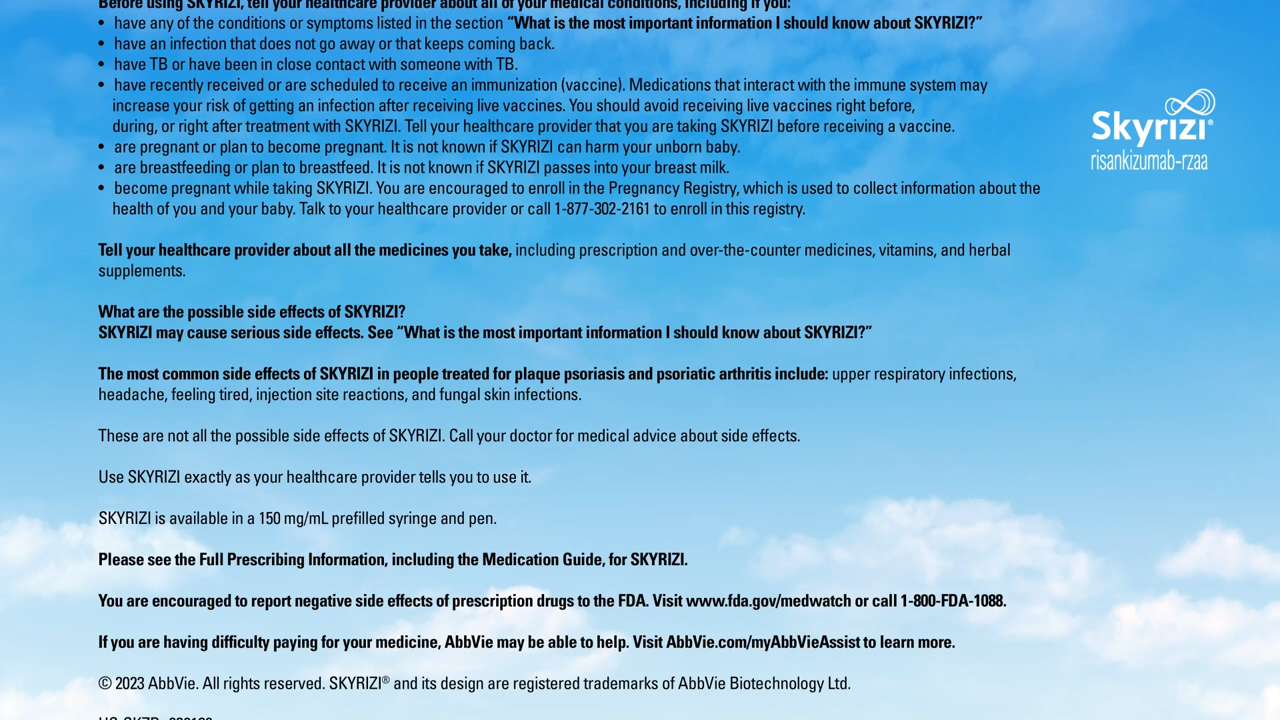 Before using SKYRIZI, tell your healthcare provider about all of your medical conditions, including if you:
• have any of the conditions or symptoms listed in the section “What is the most important information I should know about SKYRIZI?”
• have an infection that does not go away or that keeps coming back.
• have TB or have been in close contact with someone with TB.
• have recently received or are scheduled to receive an immunization (vaccine). Medications that interact with the immune system may
increase your risk of getting an infection after receiving live vaccines. You should avoid receiving live vaccines right before,
during, or right after treatment with SKYRIZI. Tell your healthcare provider that you are taking SKYRIZI before receiving a vaccine.
• are pregnant or plan to become pregnant. It is not known if SKYRIZI can harm your unborn baby.
• are breastfeeding or plan to breastfeed. It is not known if SKYRIZI passes into your breast milk.
• become pregnant while taking SKYRIZI. You are encouraged to enroll in the Pregnancy Registry, which is used to collect information about the
health of you and your baby. Talk to your healthcare provider or call 1-877-302-2161 to enroll in this registry.
Tell your healthcare provider about all the medicines you take, including prescription and over-the-counter medicines, vitamins, and herbal
supplements.
What are the possible side effects of SKYRIZI?
SKYRIZI may cause serious side effects. See “What is the most important information I should know about SKYRIZI?”
The most common side effects of SKYRIZI in people treated for plaque psoriasis and psoriatic arthritis include: upper respiratory infections,
headache, feeling tired, injection site reactions, and fungal skin infections.
These are not all the possible side effects of SKYRIZI. Call your doctor for medical advice about side effects.
Use SKYRIZI exactly as your healthcare provider tells you to use it.
SKYRIZI is available in a 150 mg/mL prefilled syringe and pen.
Please see the Full Prescribing Information, including the Medication Guide, for SKYRIZI.
You are encouraged to report negative side effects of prescription drugs to the FDA. Visit www.fda.gov/medwatch or call 1-800-FDA-1088.
If you are having difficulty paying for your medicine, AbbVie may be able to help. Visit AbbVie.com/myAbbVieAssist to learn more.
© 2023 AbbVie. All rights reserved. SKYRIZI® and its design are registered trademarks of AbbVie Biotechnology Ltd.
Skyrizi®
risankizumab-rzaa